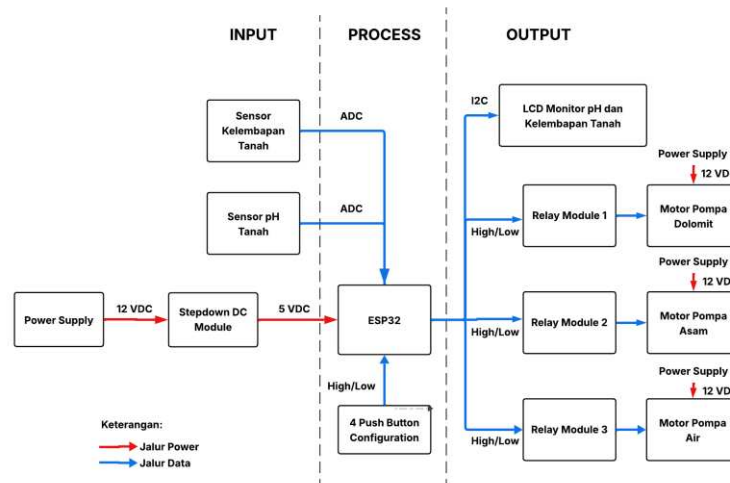 INPUT
PROCESS
OUTPUT
Sensor
Kelembapan
Tanah
ADC
I2C
LCD Monitor pH dan
Kelembapan Tanah
Sensor pH
Tanah
ADC
Power Supply
12 VD
High/Low
Relay Module 1
Motor Pompa
Dolomit
Power Supply
12 VDC
Stepdown DC
Module
5 VDC
ESP32
High/Low
Relay Module 2
Power Supply
12 VD
Motor Pompa
Asam
High/Low
4 Push Button
Configuration
High/Low
Relay Module 3
Power Supply
12 VD
Motor Pompa
Air
Keterangan:
Jalur Power
Jalur Data